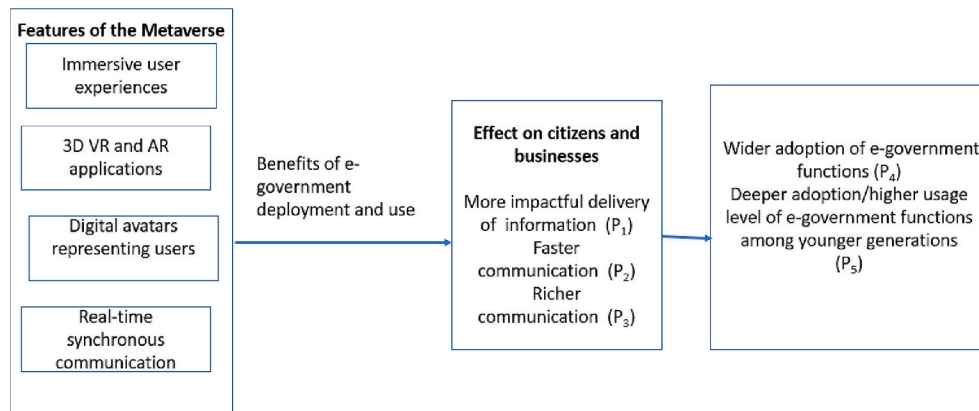 Features of the Metaverse
Immersive user
experiences
3D VR and AR
applications
Digital avatars
representing users
Real-time
synchronous
communication
Benefits of e-
government
deployment and use
Effect on citizens and
businesses
More impactful delivery
of information (P₁)
Faster
communication (P₂)
Richer
communication (P₃)
Wider adoption of e-government
functions (P₄)
Deeper adoption/higher usage
level of e-government functions
among younger generations
(P₅)